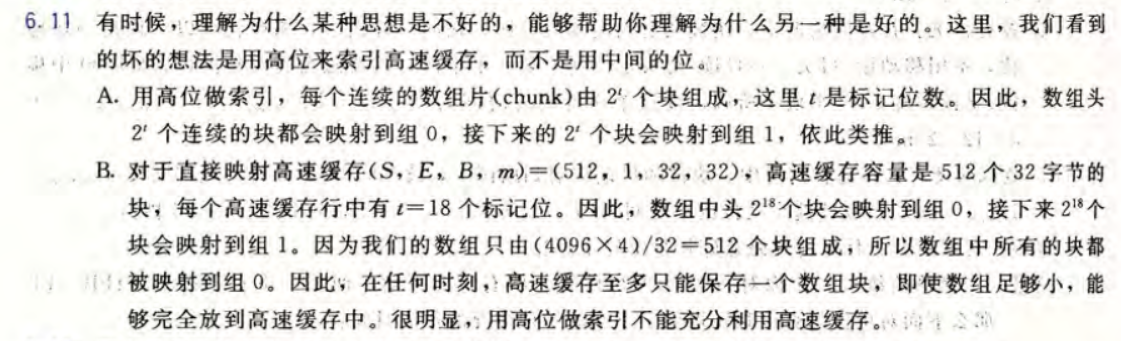 6.11 有时候，理解为什么某种思想是不好的，能够帮助你理解为什么另一种是好的。这里，我们看到
的坏的想法是用高位来索引高速缓存，而不是用中间的位。
A. 用高位做索引，每个连续的数组片(chunk)由 2ᵗ 个块组成，这里 t 是标记位数。因此，数组头
2ᵗ 个连续的块都会映射到组 0，接下来的 2ᵗ 个块会映射到组 1，依此类推。
B. 对于直接映射高速缓存(S，E，B，m)=(512，1，32，32)，高速缓存容量是 512 个 32 字节的
块，每个高速缓存行中有 t=18 个标记位。因此，数组中头 2¹⁸个块会映射到组 0，接下来 2¹⁸个
块会映射到组 1。因为我们的数组只由(4096×4)/32=512 个块组成，所以数组中所有的块都
被映射到组 0。因此，在任何时刻，高速缓存至多只能保存一个数组块，即使数组足够小，能
够完全放到高速缓存中。很明显，用高位做索引不能充分利用高速缓存。